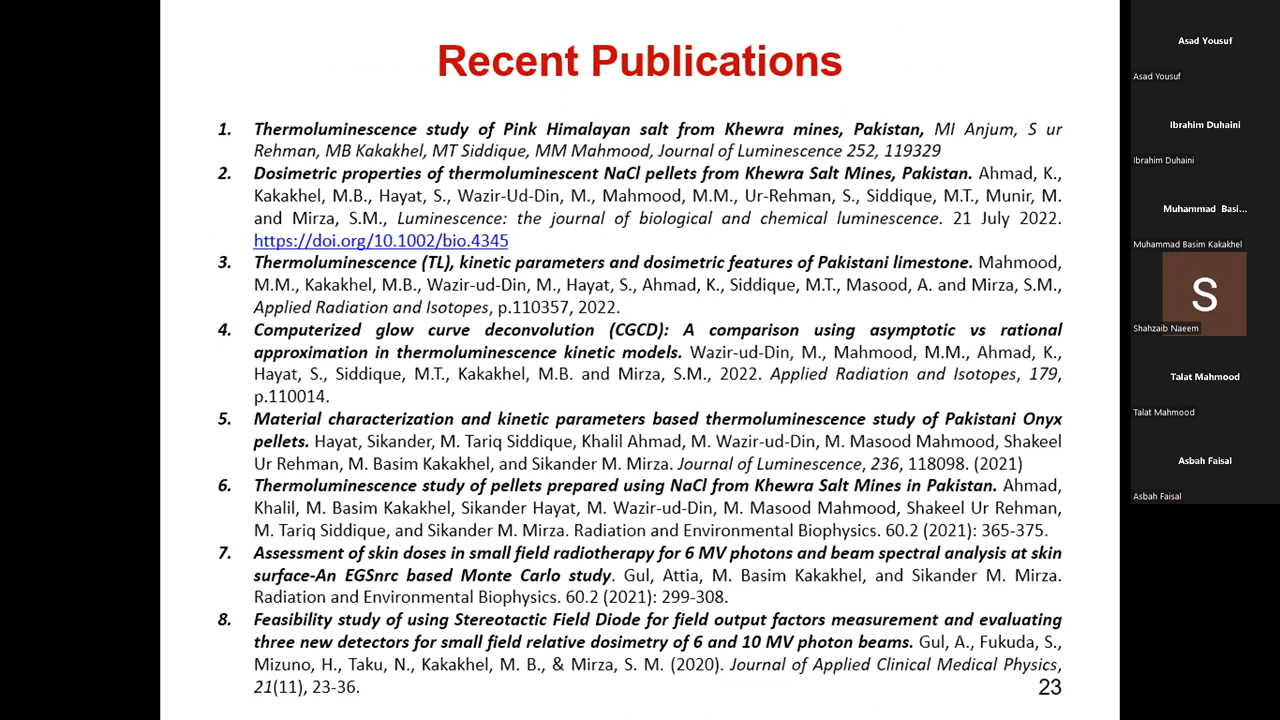 Recent Publications
1. Thermoluminescence study of Pink Himalayan salt from Khewra mines, Pakistan, MI Anjum, S ur
Rehman, MB Kakakhel, MT Siddique, MM Mahmood, Journal of Luminescence 252, 119329
2. Dosimetric properties of thermoluminescent NaCl pellets from Khewra Salt Mines, Pakistan. Ahmad, K.,
Kakakhel, M.B., Hayat, S., Wazir-Ud-Din, M., Mahmood, M.M., Ur-Rehman, S., Siddique, M.T., Munir, M.
and Mirza, S.M., Luminescence: the journal of biological and chemical luminescence. 21 July 2022.
https://doi.org/10.1002/bio.4345
3. Thermoluminescence (TL), kinetic parameters and dosimetric features of Pakistani limestone. Mahmood,
M.M., Kakakhel, M.B., Wazir-ud-Din, M., Hayat, S., Ahmad, K., Siddique, M.T., Masood, A. and Mirza, S.M.,
Applied Radiation and Isotopes, p.110357, 2022.
4. Computerized glow curve deconvolution (CGCD): A comparison using asymptotic vs rational
approximation in thermoluminescence kinetic models. Wazir-ud-Din, M., Mahmood, M.M., Ahmad, K.,
Hayat, S., Siddique, M.T., Kakakhel, M.B. and Mirza, S.M., 2022. Applied Radiation and Isotopes, 179,
p.110014.
5. Material characterization and kinetic parameters based thermoluminescence study of Pakistani Onyx
pellets. Hayat, Sikander, M. Tariq Siddique, Khalil Ahmad, M. Wazir-ud-Din, M. Masood Mahmood, Shakeel
Ur Rehman, M. Basim Kakakhel, and Sikander M. Mirza. Journal of Luminescence, 236, 118098. (2021)
6. Thermoluminescence study of pellets prepared using NaCl from Khewra Salt Mines in Pakistan. Ahmad,
Khalil, M. Basim Kakakhel, Sikander Hayat, M. Wazir-ud-Din, M. Masood Mahmood, Shakeel Ur Rehman,
M. Tariq Siddique, and Sikander M. Mirza. Radiation and Environmental Biophysics. 60.2 (2021): 365-375.
7. Assessment of skin doses in small field radiotherapy for 6 MV photons and beam spectral analysis at skin
surface-An EGSnrc based Monte Carlo study. Gul, Attia, M. Basim Kakakhel, and Sikander M. Mirza.
Radiation and Environmental Biophysics. 60.2 (2021): 299-308.
8. Feasibility study of using Stereotactic Field Diode for field output factors measurement and evaluating
three new detectors for small field relative dosimetry of 6 and 10 MV photon beams. Gul, A., Fukuda, S.,
Mizuno, H., Taku, N., Kakakhel, M. B., & Mirza, S. M. (2020). Journal of Applied Clinical Medical Physics,
21(11), 23-36.
23
Asad Yousuf
Asad Yousuf
Ibrahim Duhaini
Ibrahim Duhaini
Muhammad Basi...
Muhammad Basim Kakakhel
S
Shahzaib Naeem
Talat Mahmood
Talat Mahmood
Asbah Faisal
Asbah Faisal